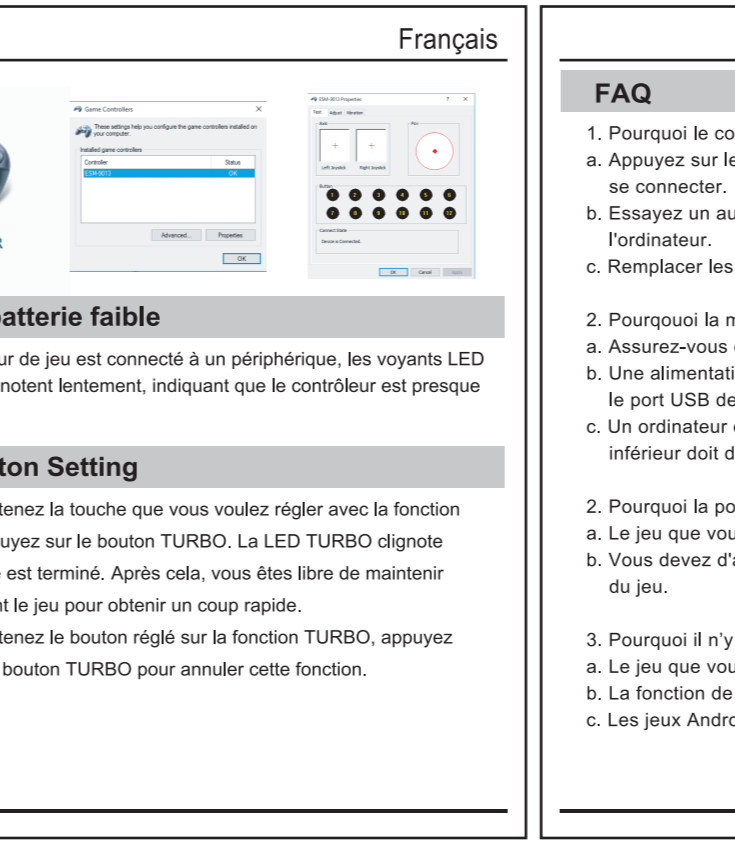 Français
Game Controllers
These settings help you configure the game controllers installed on
your computer.
Installed game controllers
Controller Status
ESM-9013 OK
Advanced... Properties
OK
ESM-9013 Properties
Test Adjust Vibration
Axis
Pov
Left Joystick Right Joystick
Button
1 2 3 4 5 6
7 8 9 10 11 12
Connect State
Device is Connected.
OK Cancel Apply
R
batterie faible
ur de jeu est connecté à un périphérique, les voyants LED
notent lentement, indiquant que le contrôleur est presque
ton Setting
tenez la touche que vous voulez régler avec la fonction
uyez sur le bouton TURBO. La LED TURBO clignote
e est terminé. Après cela, vous êtes libre de maintenir
nt le jeu pour obtenir un coup rapide.
tenez le bouton réglé sur la fonction TURBO, appuyez
bouton TURBO pour annuler cette fonction.
FAQ
1. Pourquoi le co
a. Appuyez sur le
se connecter.
b. Essayez un au
l'ordinateur.
c. Remplacer les
2. Pourqouoi la m
a. Assurez-vous
b. Une alimentati
le port USB de
c. Un ordinateur
inférieur doit d
2. Pourquoi la po
a. Le jeu que vou
b. Vous devez d'a
du jeu.
3. Pourquoi il n'y
a. Le jeu que vou
b. La fonction de
c. Les jeux Andro